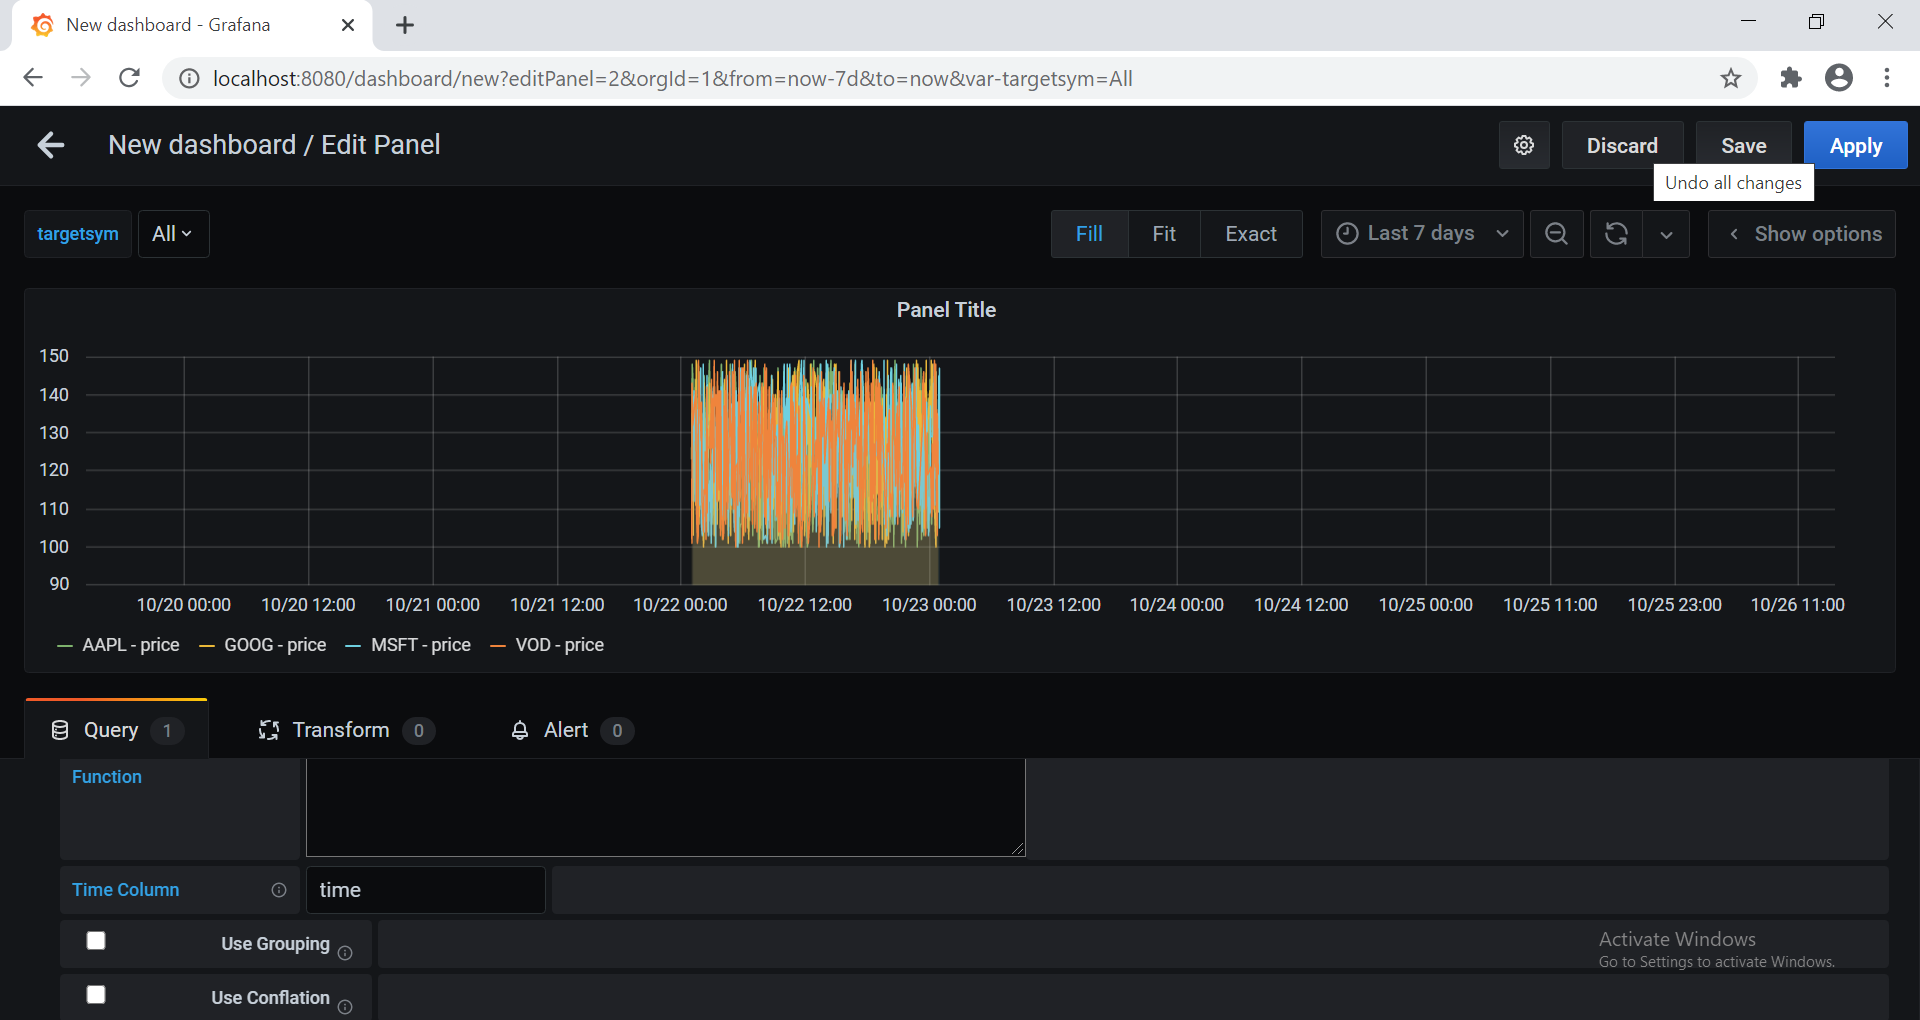 New dashboard - Grafana
localhost:8080/dashboard/new?editPanel=2&orgId=1&from=now-7d&to=now&var-targetsym=All
New dashboard / Edit Panel
Discard
Save
Apply
Undo all changes
targetsym
All
Fill
Fit
Exact
Last 7 days
Show options
Panel Title
150
140
130
120
110
100
90
10/20 00:00 10/20 12:00 10/21 00:00 10/21 12:00 10/22 00:00 10/22 12:00 10/23 00:00 10/23 12:00 10/24 00:00 10/24 12:00 10/25 00:00 10/25 11:00 10/25 23:00 10/26 11:00
AAPL - price GOOG - price MSFT - price VOD - price
Query 1
Transform 0
Alert 0
Function
Time Column
time
Use Grouping
Use Conflation
Activate Windows
Go to Settings to activate Windows.